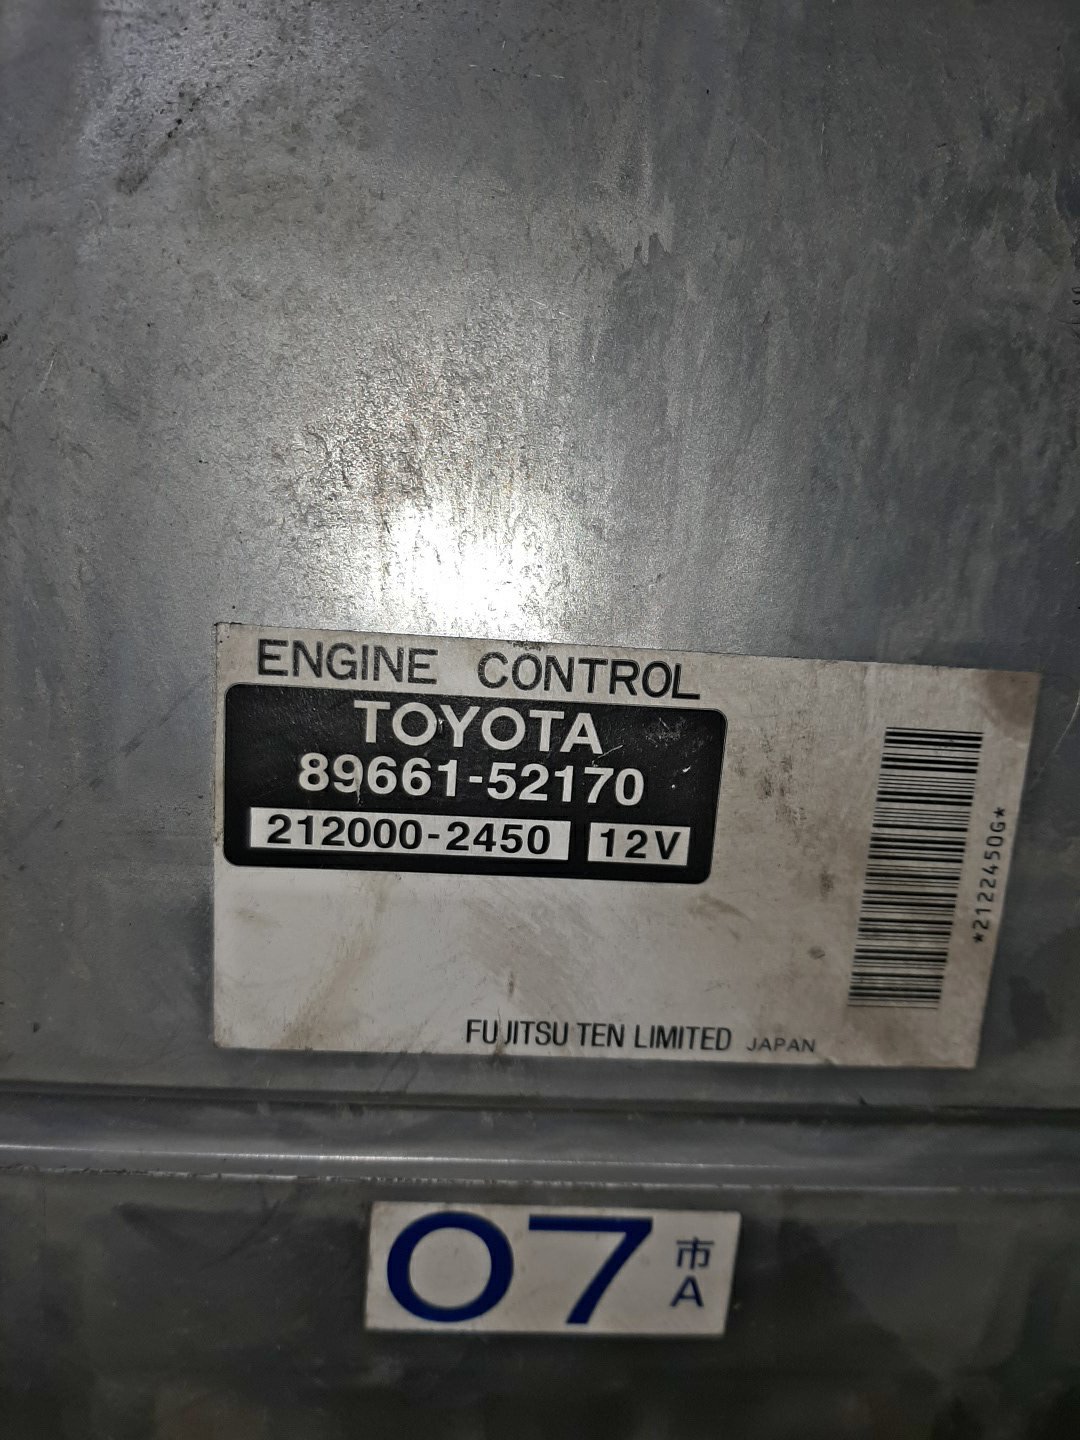 ENGINE CONTROL
TOYOTA
89661-52170
212000-2450 12V
*2122450G*
FUJITSU TEN LIMITED JAPAN
07 市
A